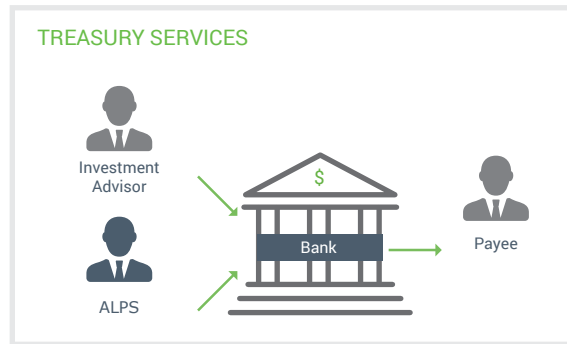 TREASURY SERVICES
Investment
Advisor
$
Bank
Payee
ALPS